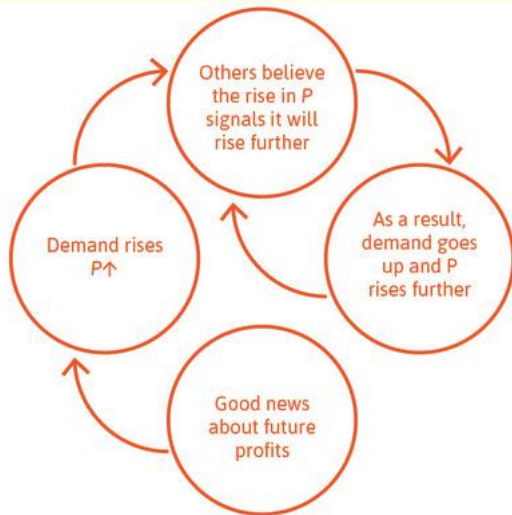 Others believe
the rise in P
signals it will
rise further
As a result,
demand goes
up and P
rises further
Demand rises
P↑
Good news
about future
profits